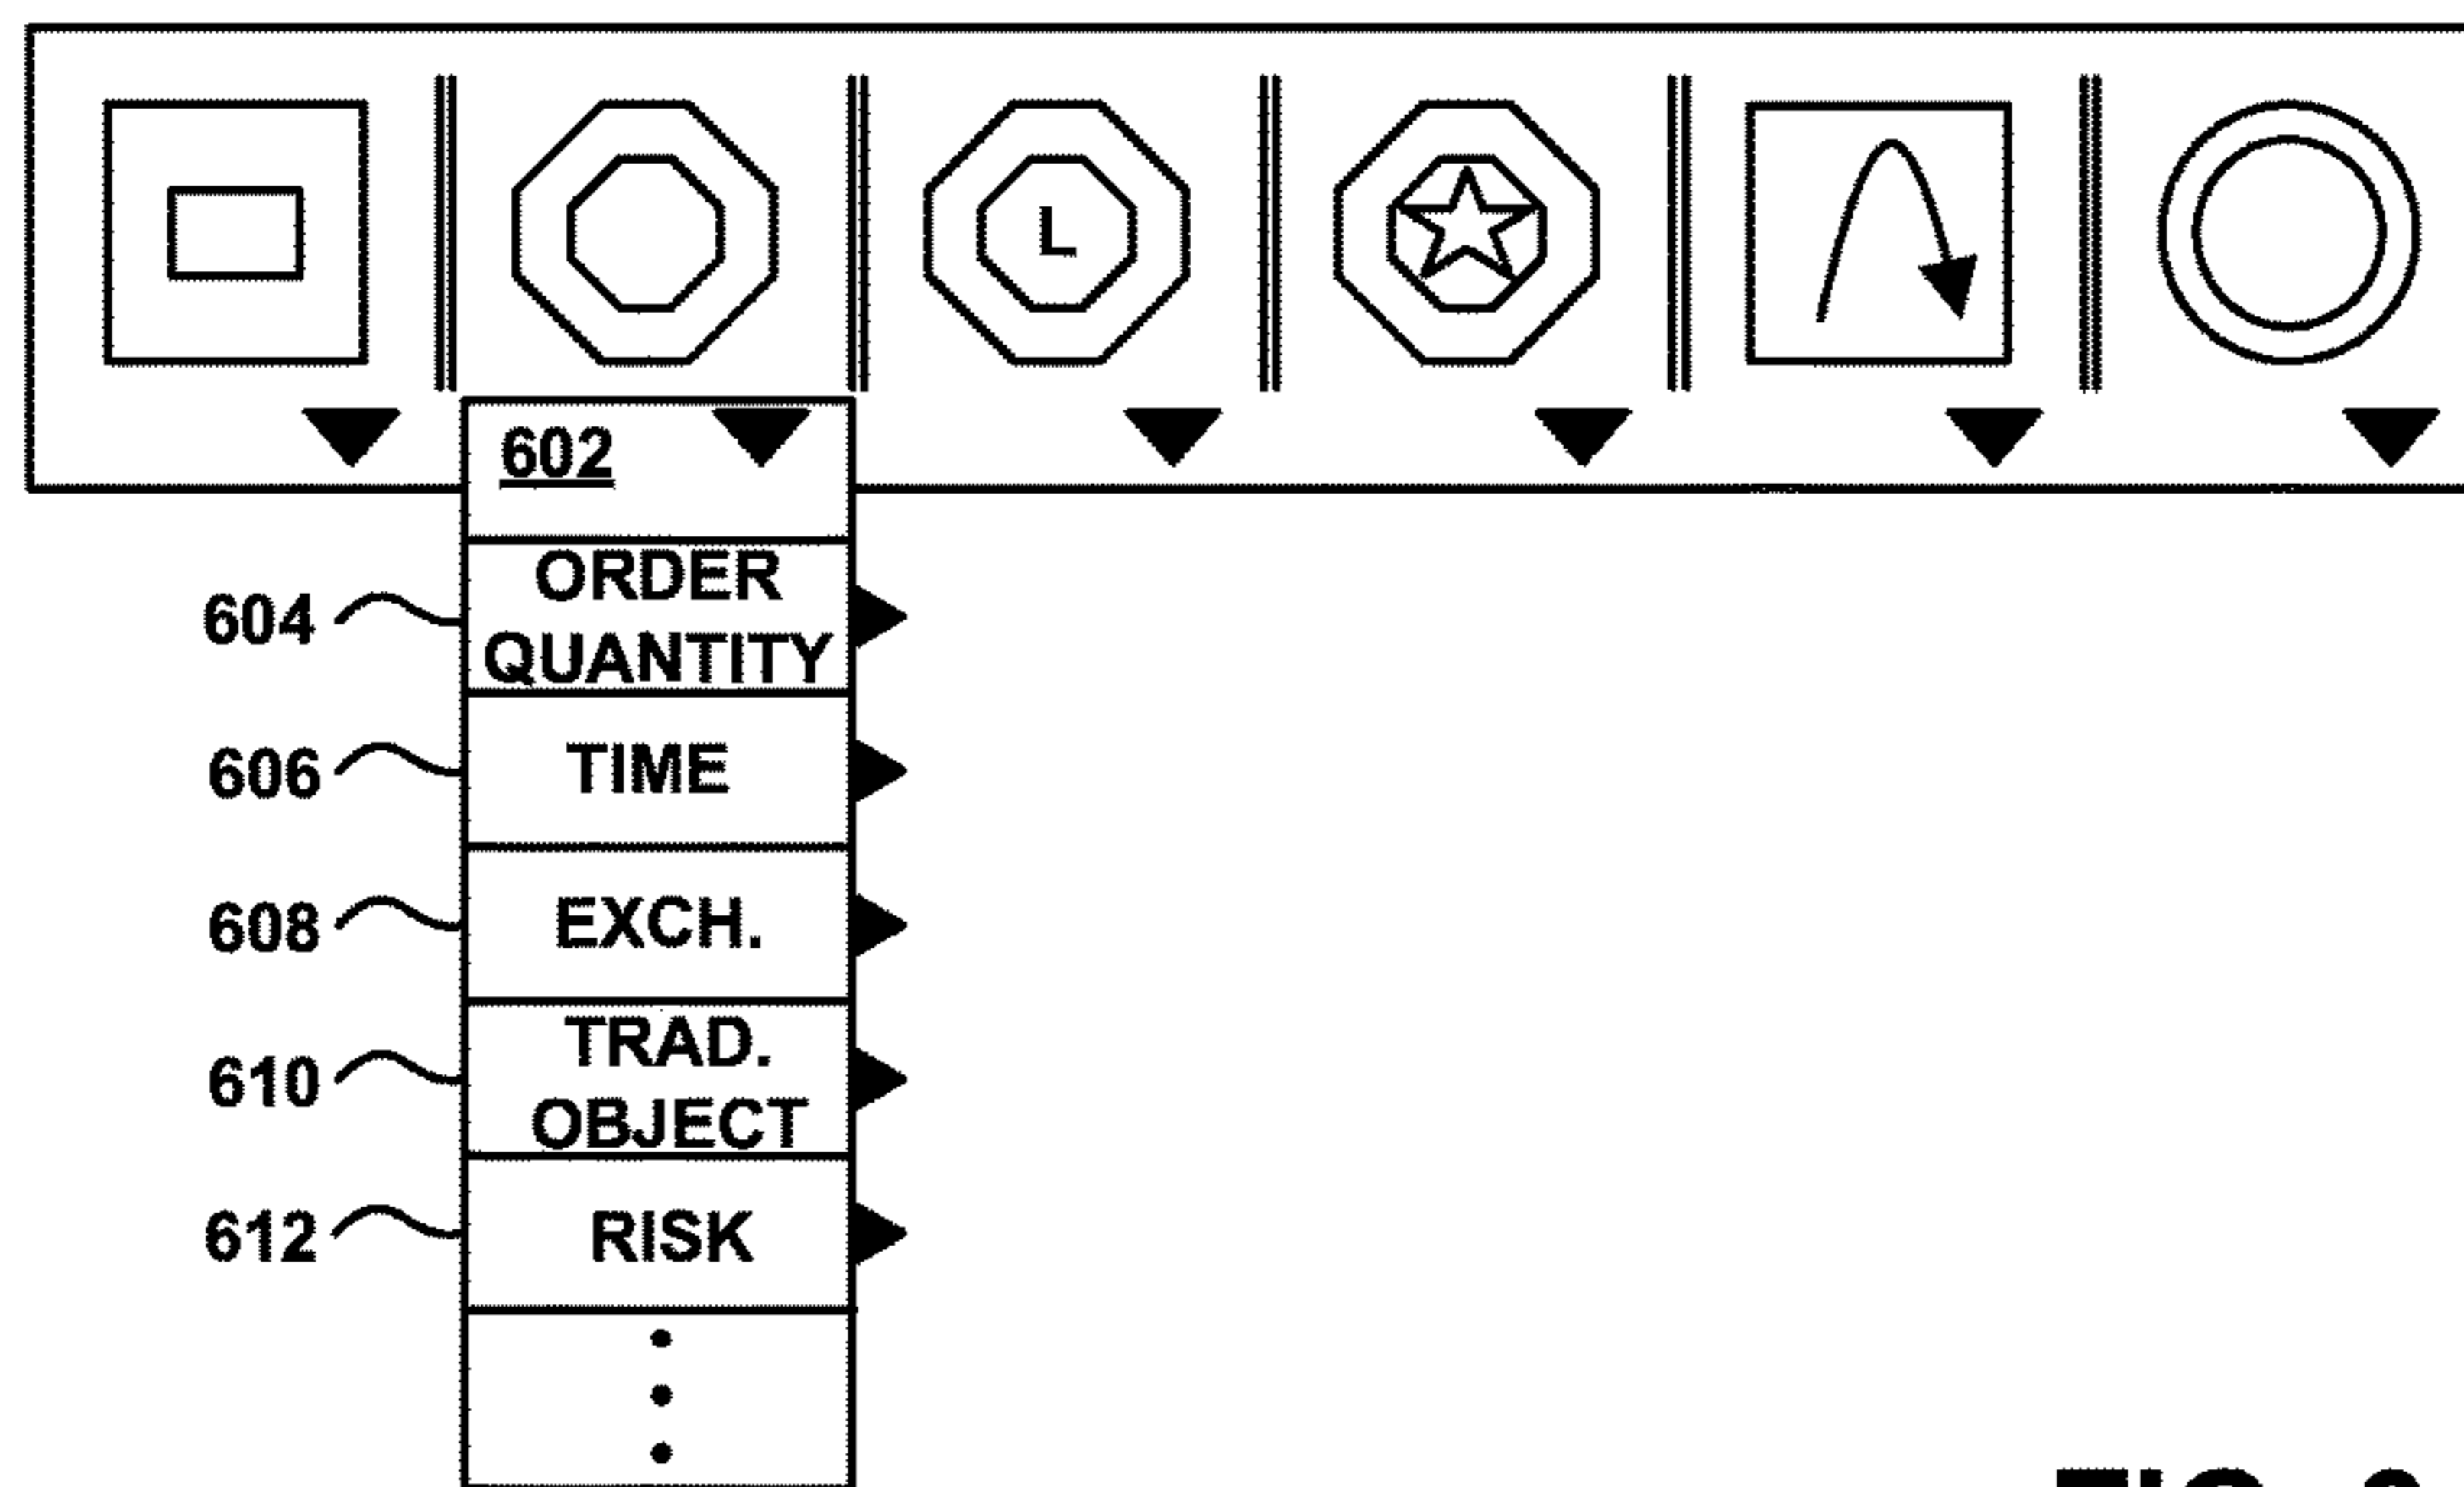 L
602
604
ORDER
QUANTITY
606
TIME
608
EXCH.
610
TRAD.
OBJECT
612
RISK